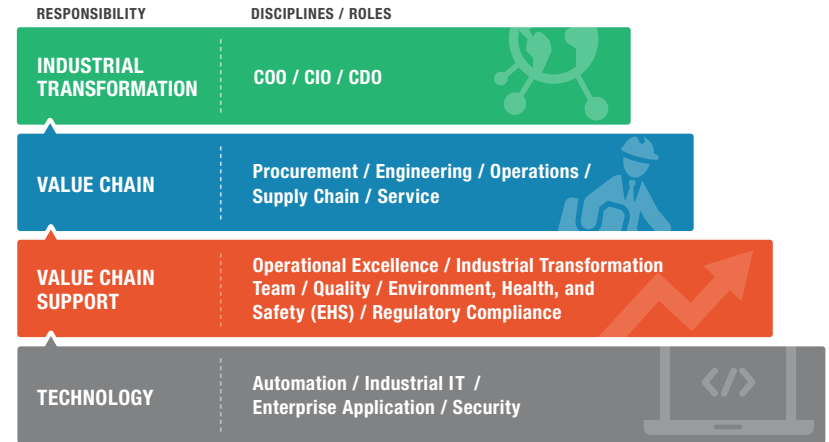 RESPONSIBILITY
DISCIPLINES / ROLES
INDUSTRIAL
TRANSFORMATION
COO / CIO / CDO
VALUE CHAIN
Procurement / Engineering / Operations /
Supply Chain / Service
VALUE CHAIN
SUPPORT
Operational Excellence / Industrial Transformation
Team / Quality / Environment, Health, and
Safety (EHS) / Regulatory Compliance
TECHNOLOGY
Automation / Industrial IT /
Enterprise Application / Security
</>